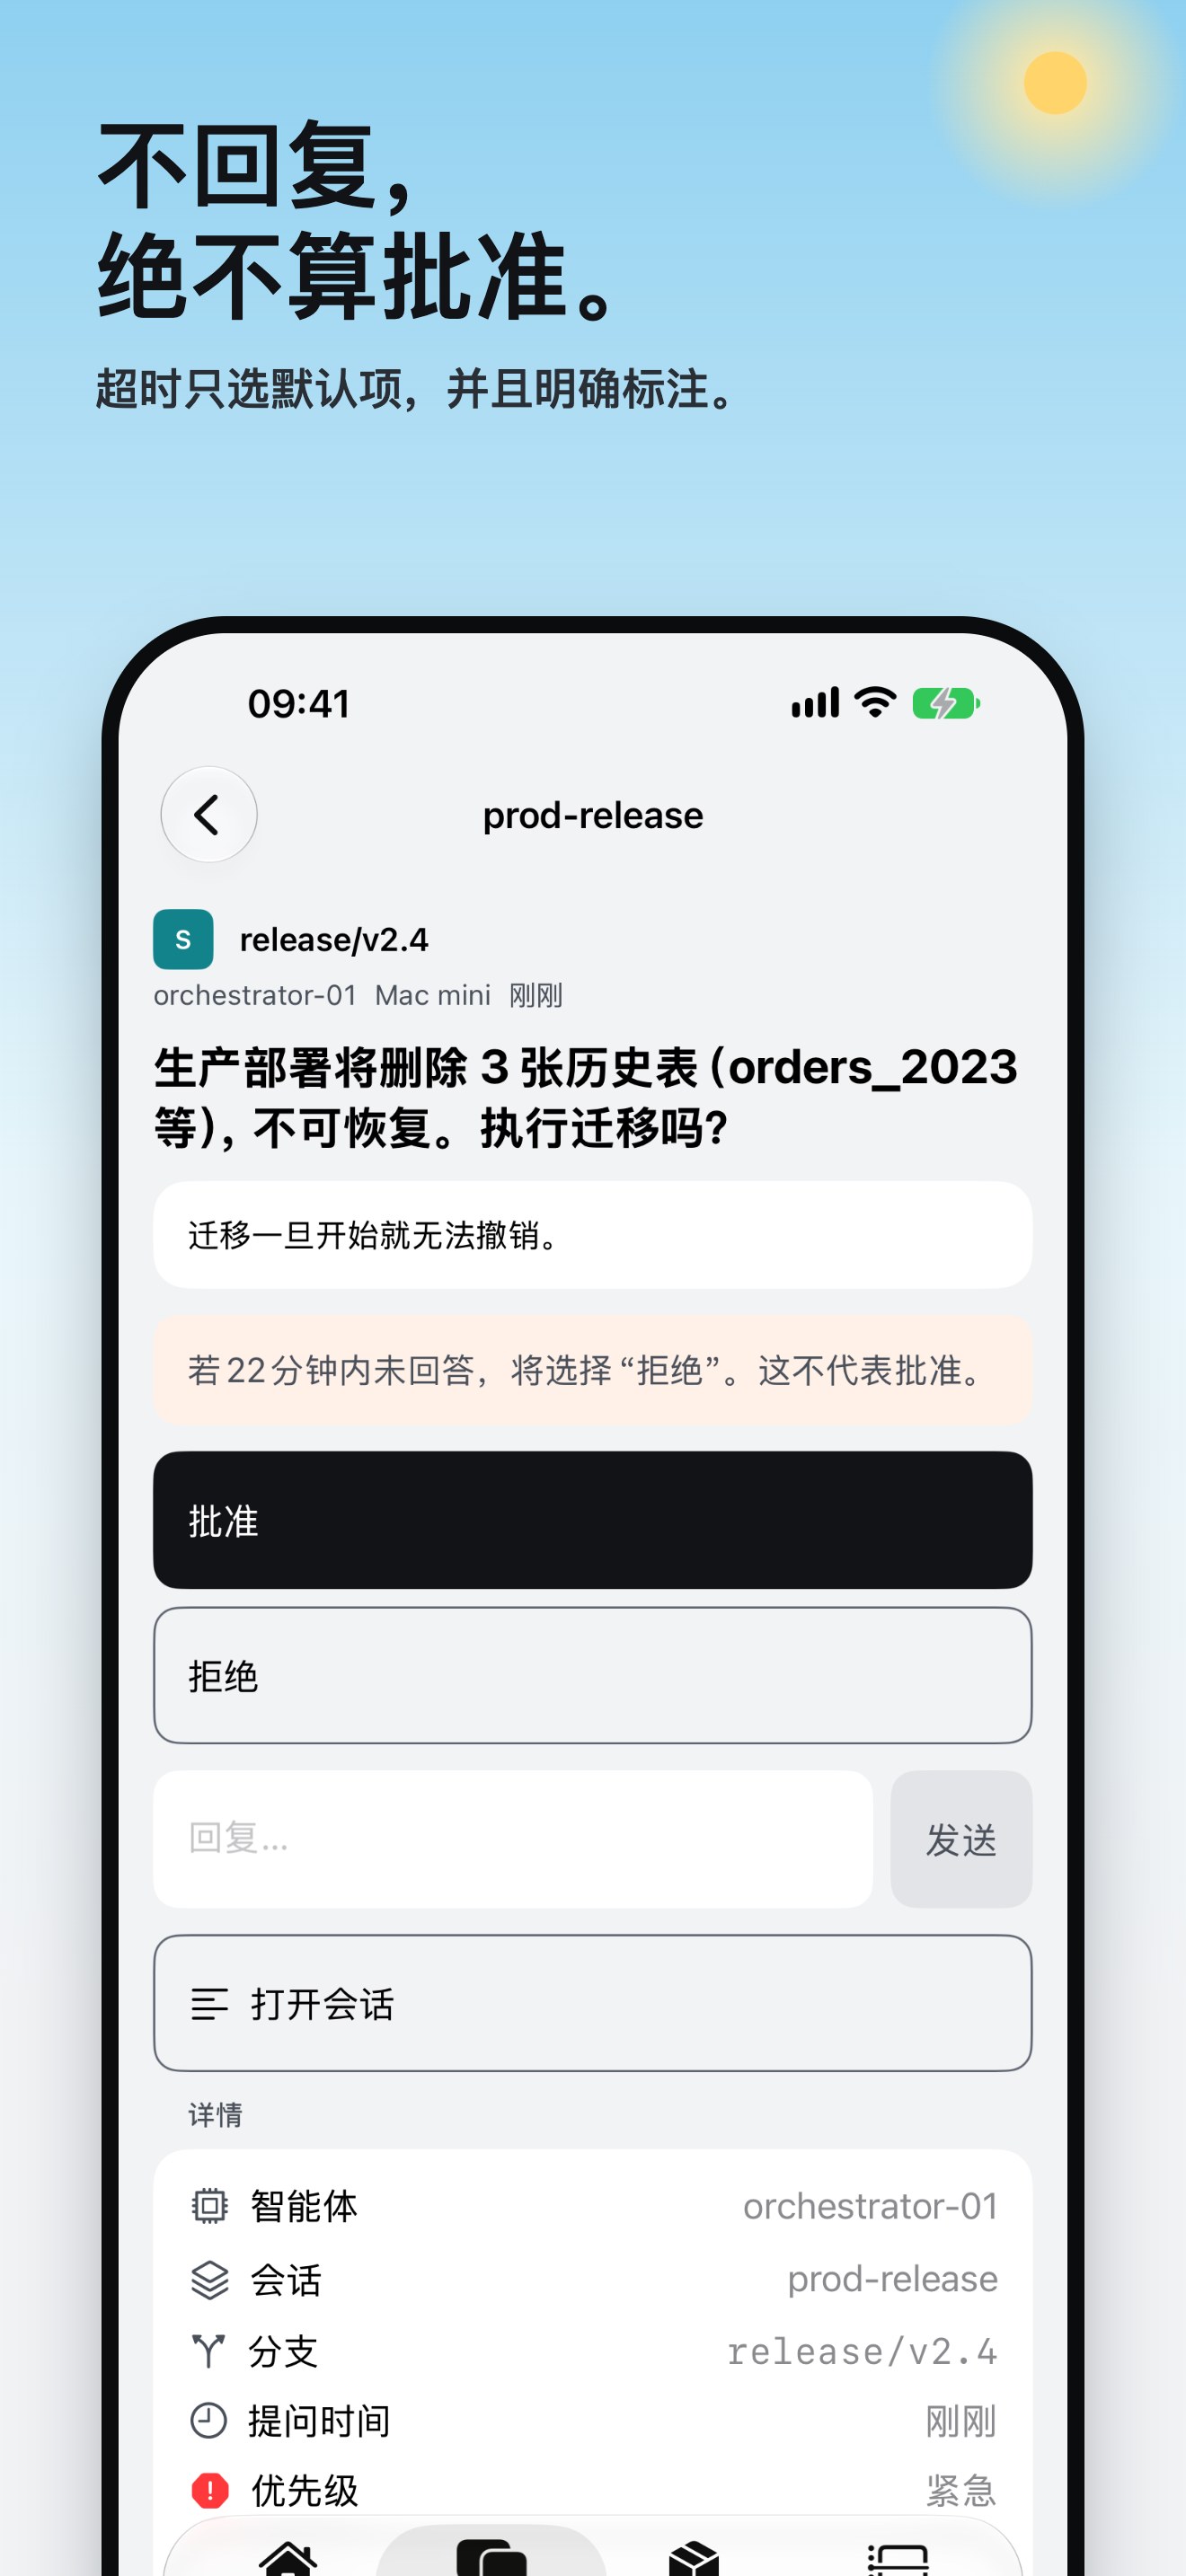 不回复，
绝不算批准。
超时只选默认项，并且明确标注。
09:41
prod-release
S release/v2.4
orchestrator-01 Mac mini 刚刚
生产部署将删除 3 张历史表（orders_2023
等），不可恢复。执行迁移吗？
迁移一旦开始就无法撤销。
若 22 分钟内未回答，将选择“拒绝”。这不代表批准。
批准
拒绝
回复...
发送
打开会话
详情
智能体 orchestrator-01
会话 prod-release
分支 release/v2.4
提问时间 刚刚
优先级 紧急